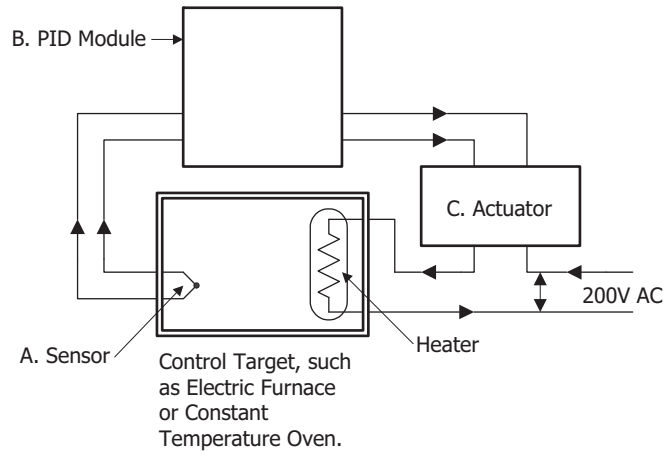 B. PID Module
C. Actuator
200V AC
A. Sensor
Heater
Control Target, such
as Electric Furnace
or Constant
Temperature Oven.